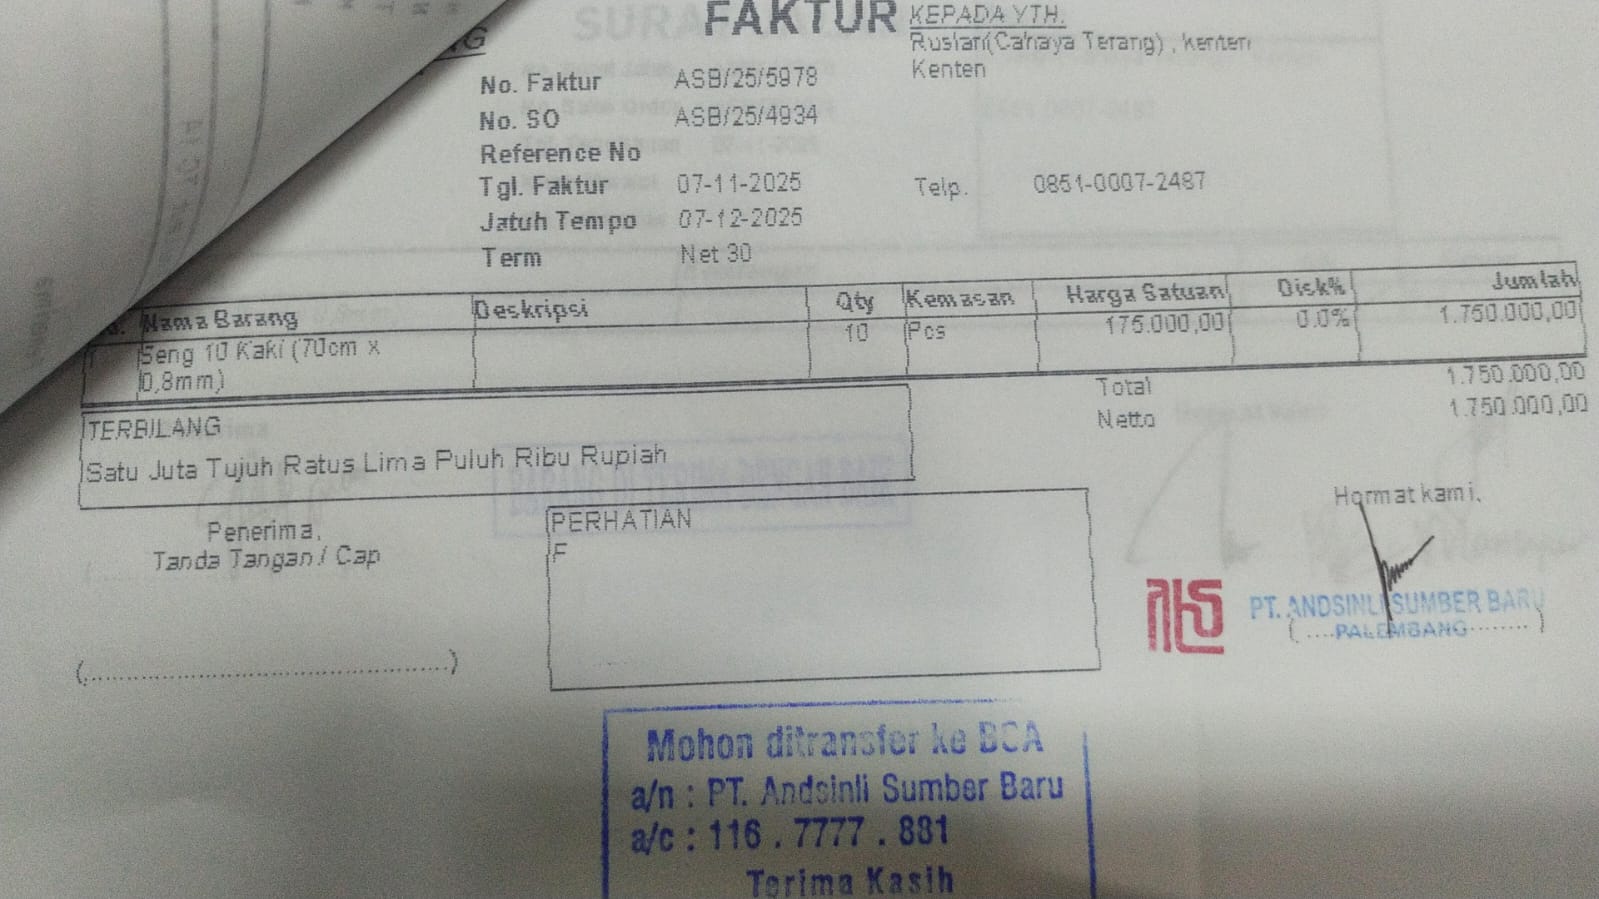 FAKTUR
KEPADA YTH.
Ruslan(Cahaya Terang), kenten
Kenten
No. Faktur ASB/25/5978
No. SO ASB/25/4934
Reference No
Tgl. Faktur 07-11-2025
Telp. 0851-0007-2487
Jatuh Tempo 07-12-2025
Term Net 30
Nama Barang Deskripsi Qty Kemasan Harga Satuan Disk% Jumlah
1 Seng 10 Kaki (70cm x 10 Pcs 175.000,00 0.0% 1.750.000,00
0,8mm)
Total 1.750.000,00
Netto 1.750.000,00
TERBILANG
Satu Juta Tujuh Ratus Lima Puluh Ribu Rupiah
Penerima,
Tanda Tangan / Cap
PERHATIAN
F
Hormat kami,
PT. ANDSINLI SUMBER BARU
PALEMBANG
Mohon ditransfer ke BCA
a/n : PT. Andsinli Sumber Baru
a/c : 116 . 7777 . 881
Terima Kasih